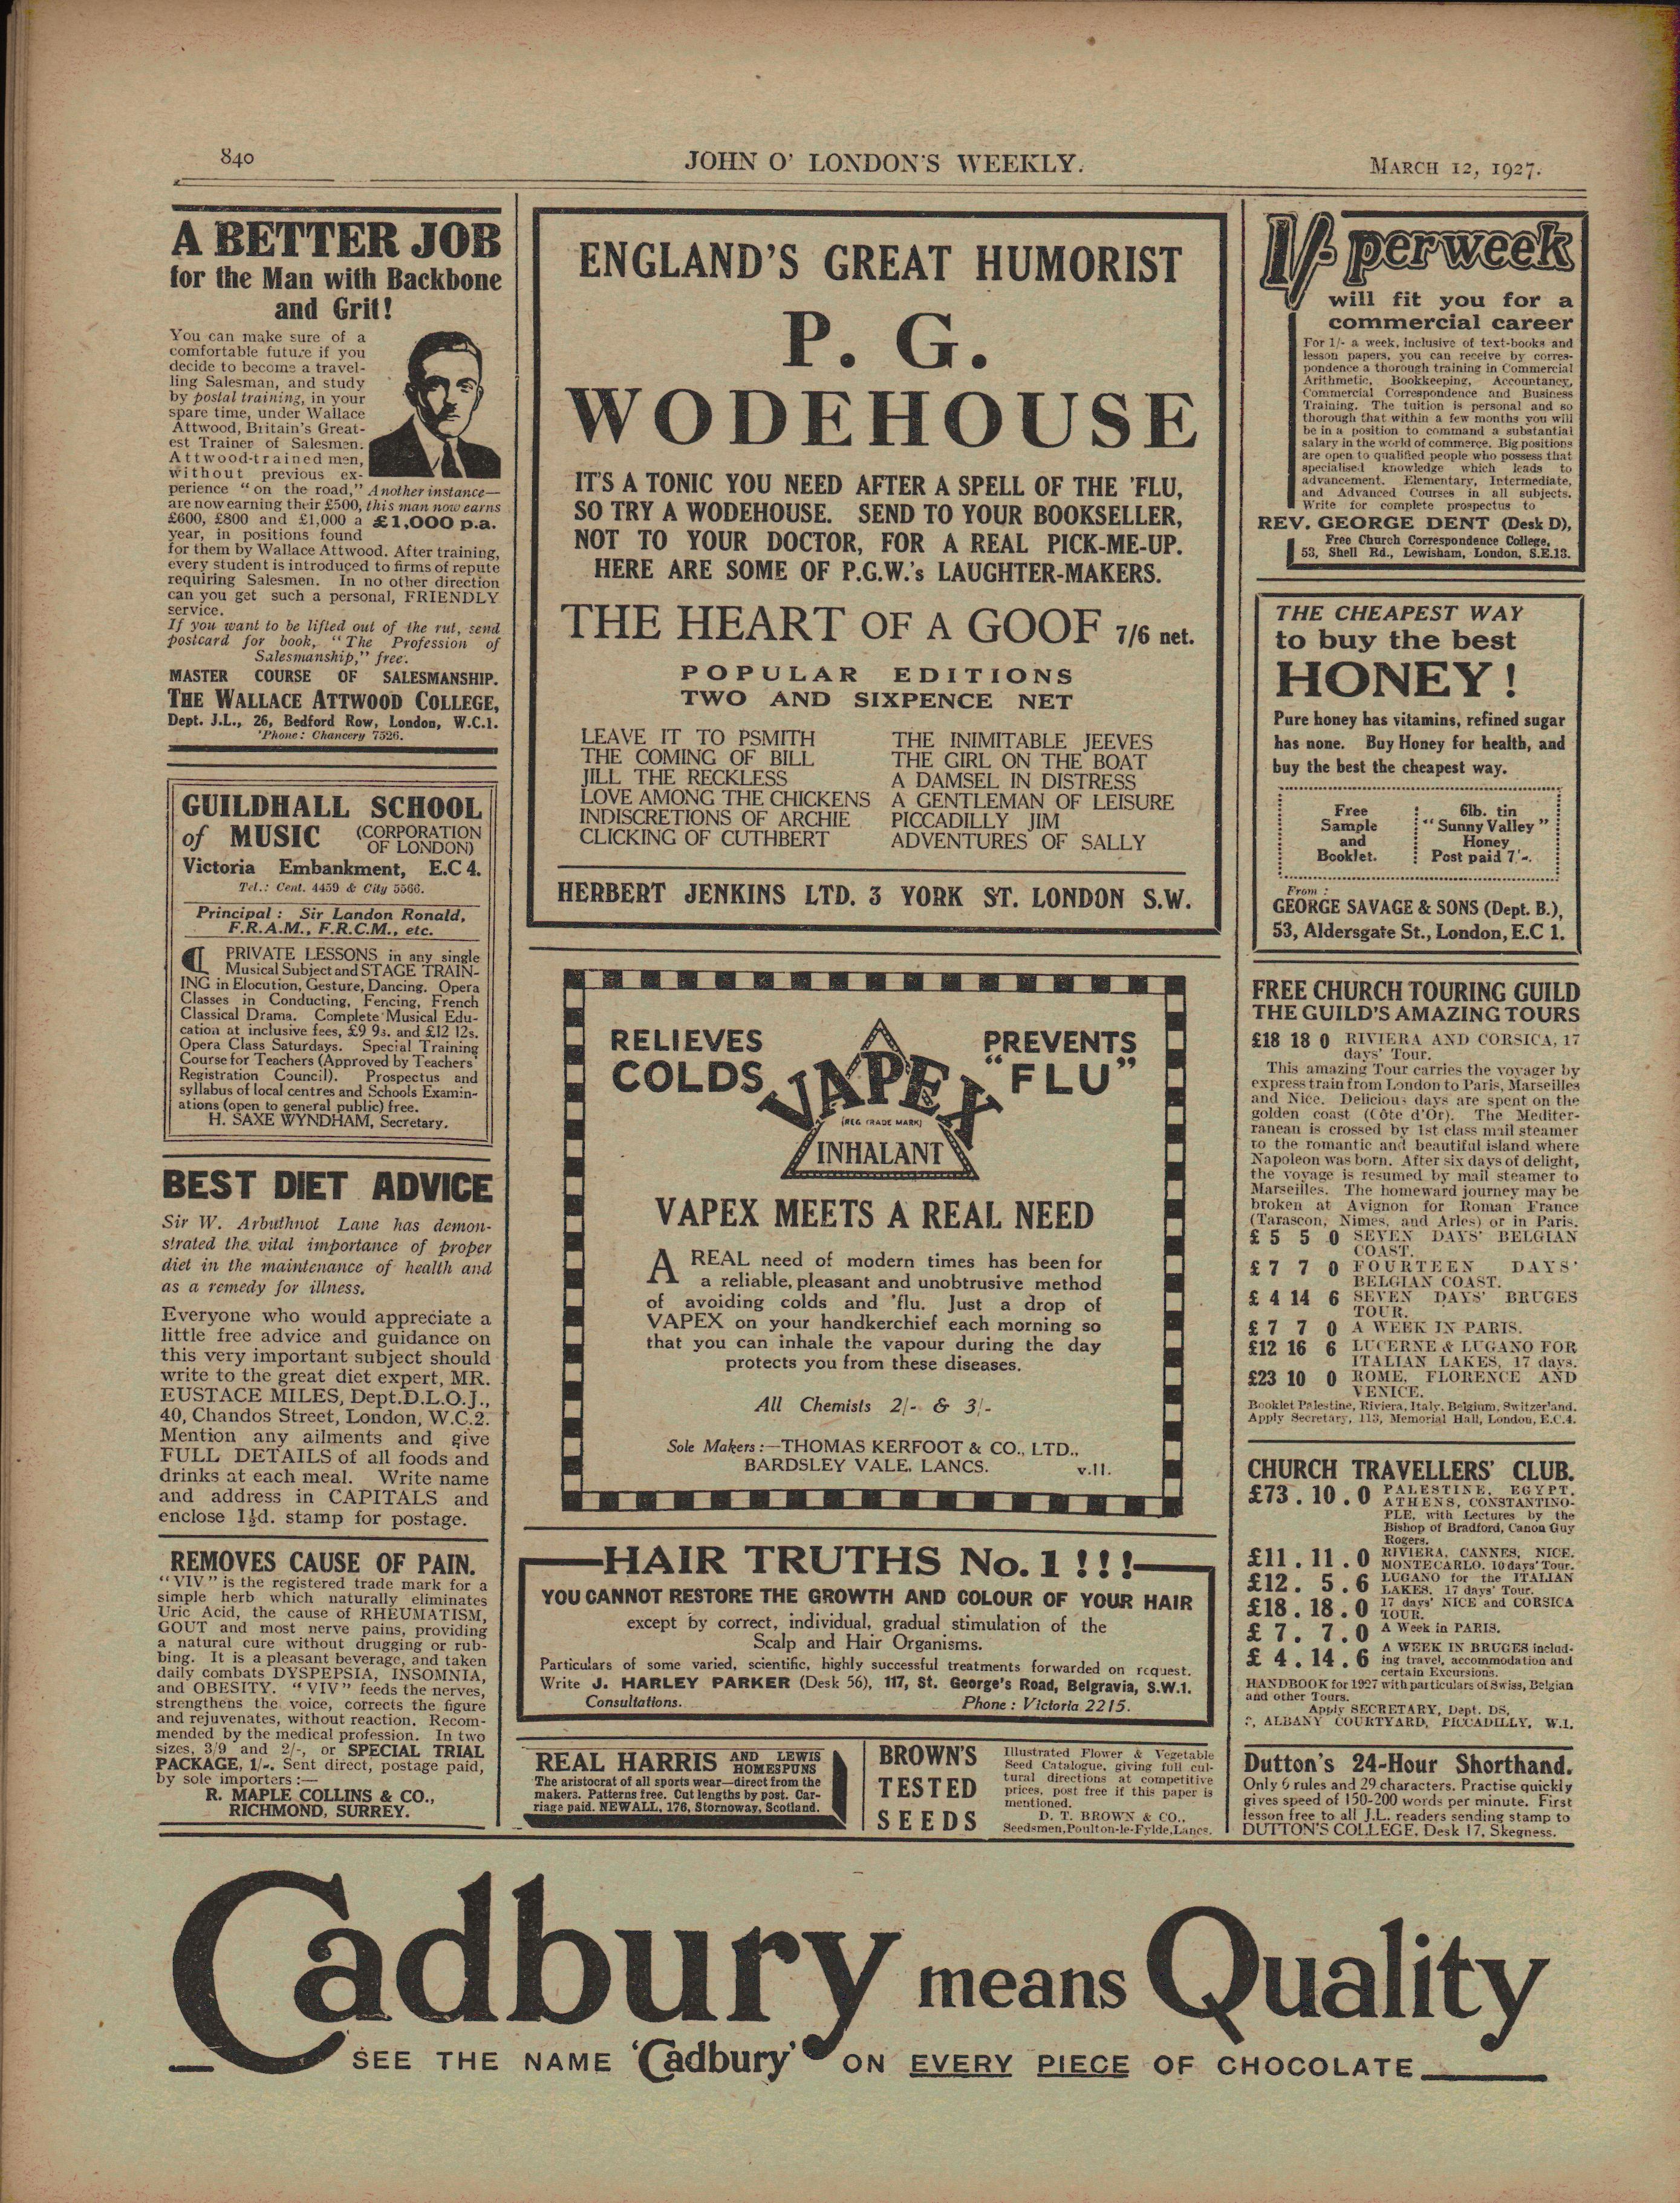 840
JOHN O' LONDON'S WEEKLY.
MARCH 12, 1927.
A BETTER JOB
for the Man with Backbone
and Grit!
You can make sure of a
comfortable future if you
decide to become a travel-
ling Salesman, and study
by postal training, in your
spare time, under Wallace
Attwood, Britain's Great-
est Trainer of Salesmen.
Attwood-trained men,
without previous ex-
perience "on the road,"
are now earning their £500,
£600, £800 and £1,000 a
year, in positions found
Another instance—
this man now earns
£1,000 p.a.
for them by Wallace Attwood. After training,
every student is introduced to firms of repute
requiring Salesmen. In no other direction
can you get such a personal, FRIENDLY
service.
If you want to be lifted out of the rut, send
postcard for book, "The Profession of
Salesmanship," free.
MASTER COURSE OF SALESMANSHIP.
THE WALLACE ATTWOOD COLLEGE,
Dept. J.L., 26, Bedford Row, London, W.C.1.
'Phone: Chancery 7526.
GUILDHALL SCHOOL
of MUSIC (CORPORATION
OF LONDON)
Victoria Embankment, E.C 4.
Tel.: Cent. 4459 & City 5566.
Principal: Sir Landon Ronald,
F.R.A.M., F.R.C.M., etc.
¶ PRIVATE LESSONS in any single
Musical Subject and STAGE TRAIN-
ING in Elocution, Gesture, Dancing. Opera
Classes in Conducting, Fencing, French
Classical Drama. Complete Musical Edu-
cation at inclusive fees, £9 9s. and £12 12s.
Opera Class Saturdays. Special Training
Course for Teachers (Approved by Teachers'
Registration Council). Prospectus and
syllabus of local centres and Schools Examin-
ations (open to general public) free.
H. SAXE WYNDHAM, Secretary.
BEST DIET ADVICE
Sir W. Arbuthnot Lane has demon-
strated the vital importance of proper
diet in the maintenance of health and
as a remedy for illness.
Everyone who would appreciate a
little free advice and guidance on
this very important subject should
write to the great diet expert, MR.
EUSTACE MILES, Dept.D.L.O.J.,
40, Chandos Street, London, W.C.2.
Mention any ailments and give
FULL DETAILS of all foods and
drinks at each meal. Write name
and address in CAPITALS and
enclose 1½d. stamp for postage.
REMOVES CAUSE OF PAIN.
"VIV" is the registered trade mark for a
simple herb which naturally eliminates
Uric Acid, the cause of RHEUMATISM,
GOUT and most nerve pains, providing
a natural cure without drugging or rub-
bing. It is a pleasant beverage, and taken
daily combats DYSPEPSIA, INSOMNIA,
and OBESITY. "VIV" feeds the nerves,
strengthens the voice, corrects the figure
and rejuvenates, without reaction. Recom-
mended by the medical profession. In two
sizes, 3/9 and 2/-, or SPECIAL TRIAL
PACKAGE, 1/-. Sent direct, postage paid,
by sole importers:—
R. MAPLE COLLINS & CO.,
RICHMOND, SURREY.
ENGLAND'S GREAT HUMORIST
P. G.
WODEHOUSE
IT'S A TONIC YOU NEED AFTER A SPELL OF THE 'FLU,
SO TRY A WODEHOUSE. SEND TO YOUR BOOKSELLER,
NOT TO YOUR DOCTOR, FOR A REAL PICK-ME-UP.
HERE ARE SOME OF P.G.W.'s LAUGHTER-MAKERS.
THE HEART OF A GOOF 7/6 net.
POPULAR EDITIONS
TWO AND SIXPENCE NET
LEAVE IT TO PSMITH
THE COMING OF BILL
JILL THE RECKLESS
LOVE AMONG THE CHICKENS
INDISCRETIONS OF ARCHIE
CLICKING OF CUTHBERT
THE INIMITABLE JEEVES
THE GIRL ON THE BOAT
A DAMSEL IN DISTRESS
A GENTLEMAN OF LEISURE
PICCADILLY JIM
ADVENTURES OF SALLY
HERBERT JENKINS LTD. 3 YORK ST. LONDON S.W.
RELIEVES
COLDS
PREVENTS
"FLU"
VAPEX
(REG TRADE MARK)
INHALANT
VAPEX MEETS A REAL NEED
A REAL need of modern times has been for
a reliable, pleasant and unobtrusive method
of avoiding colds and 'flu. Just a drop of
VAPEX on your handkerchief each morning so
that you can inhale the vapour during the day
protects you from these diseases.
All Chemists 2/- & 3/-
Sole Makers:—THOMAS KERFOOT & CO., LTD.,
BARDSLEY VALE, LANCS. v.11.
HAIR TRUTHS No. 1 !!!
YOU CANNOT RESTORE THE GROWTH AND COLOUR OF YOUR HAIR
except by correct, individual, gradual stimulation of the
Scalp and Hair Organisms.
Particulars of some varied, scientific, highly successful treatments forwarded on request.
Write J. HARLEY PARKER (Desk 56), 117, St. George's Road, Belgravia, S.W.1.
Consultations. Phone: Victoria 2215.
REAL HARRIS AND LEWIS
HOMESPUNS
The aristocrat of all sports wear—direct from the
makers. Patterns free. Cut lengths by post. Car-
riage paid. NEWALL, 176, Stornoway, Scotland.
BROWN'S
TESTED
SEEDS
Illustrated Flower & Vegetable
Seed Catalogue, giving full cul-
tural directions at competitive
prices, post free if this paper is
mentioned.
D. T. BROWN & CO.,
Seedsmen, Poulton-le-Fylde, Lancs.
1/- per week
will fit you for a
commercial career
For 1/- a week, inclusive of text-books and
lesson papers, you can receive by corres-
pondence a thorough training in Commercial
Arithmetic, Bookkeeping, Accountancy,
Commercial Correspondence and Business
Training. The tuition is personal and so
thorough that within a few months you will
be in a position to command a substantial
salary in the world of commerce. Big positions
are open to qualified people who possess that
specialised knowledge which leads to
advancement. Elementary, Intermediate,
and Advanced Courses in all subjects.
Write for complete prospectus to
REV. GEORGE DENT (Desk D),
Free Church Correspondence College,
53, Shell Rd., Lewisham, London, S.E.13.
THE CHEAPEST WAY
to buy the best
HONEY!
Pure honey has vitamins, refined sugar
has none. Buy Honey for health, and
buy the best the cheapest way.
Free
Sample
and
Booklet.
6lb. tin
"Sunny Valley"
Honey
Post paid 7/-.
From:
GEORGE SAVAGE & SONS (Dept. B.),
53, Aldersgate St., London, E.C 1.
FREE CHURCH TOURING GUILD
THE GUILD'S AMAZING TOURS
£18 18 0 RIVIERA AND CORSICA, 17
days' Tour.
This amazing Tour carries the voyager by
express train from London to Paris, Marseilles
and Nice. Delicious days are spent on the
golden coast (Côte d'Or). The Mediter-
ranean is crossed by 1st class mail steamer
to the romantic and beautiful island where
Napoleon was born. After six days of delight,
the voyage is resumed by mail steamer to
Marseilles. The homeward journey may be
broken at Avignon for Roman France
(Tarascon, Nimes, and Arles) or in Paris.
£ 5 5 0 SEVEN DAYS' BELGIAN
COAST.
£ 7 7 0 FOURTEEN DAYS'
BELGIAN COAST.
£ 4 14 6 SEVEN DAYS' BRUGES
TOUR.
£ 7 7 0 A WEEK IN PARIS.
£12 16 6 LUCERNE & LUGANO FOR
ITALIAN LAKES, 17 days.
£23 10 0 ROME, FLORENCE AND
VENICE.
Booklet Palestine, Riviera, Italy, Belgium, Switzerland.
Apply Secretary, 113, Memorial Hall, London, E.C.4.
CHURCH TRAVELLERS' CLUB.
£73.10.0 PALESTINE, EGYPT,
ATHENS, CONSTANTINO-
PLE, with Lectures by the
Bishop of Bradford, Canon Guy
Rogers.
£11.11.0 RIVIERA, CANNES, NICE,
MONTE CARLO. 10 days' Tour.
£12. 5.6 LUGANO for the ITALIAN
LAKES. 17 days' Tour.
£18.18.0 17 days' NICE and CORSICA
TOUR.
£ 7. 7.0 A Week in PARIS.
£ 4.14.6 A WEEK IN BRUGES includ-
ing travel, accommodation and
certain Excursions.
HANDBOOK for 1927 with particulars of Swiss, Belgian
and other Tours.
Apply SECRETARY, Dept. DS,
ALBANY COURTYARD, PICCADILLY, W.1.
Dutton's 24-Hour Shorthand.
Only 6 rules and 29 characters. Practise quickly
gives speed of 150-200 words per minute. First
lesson free to all J.L. readers sending stamp to
DUTTON'S COLLEGE, Desk 17, Skegness.
Cadbury means Quality
SEE THE NAME 'Cadbury' ON EVERY PIECE OF CHOCOLATE